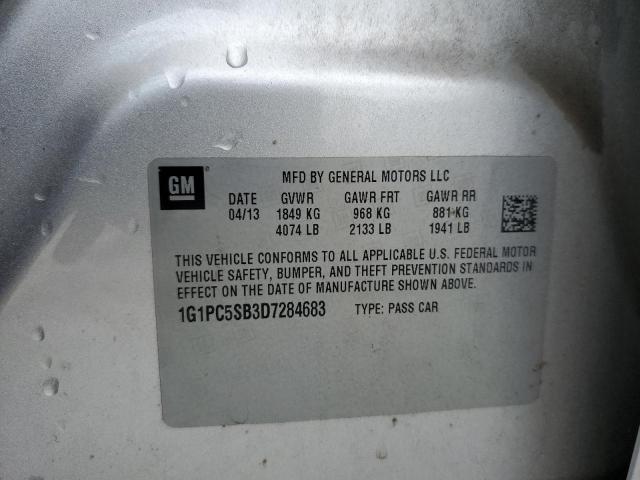 GM
MFD BY GENERAL MOTORS LLC
DATE GVWR GAWR FRT GAWR RR
04/13 1849 KG 968 KG 881 KG
4074 LB 2133 LB 1941 LB
THIS VEHICLE CONFORMS TO ALL APPLICABLE U.S. FEDERAL MOTOR
VEHICLE SAFETY, BUMPER, AND THEFT PREVENTION STANDARDS IN
EFFECT ON THE DATE OF MANUFACTURE SHOWN ABOVE.
1G1PC5SB3D7284683 TYPE: PASS CAR